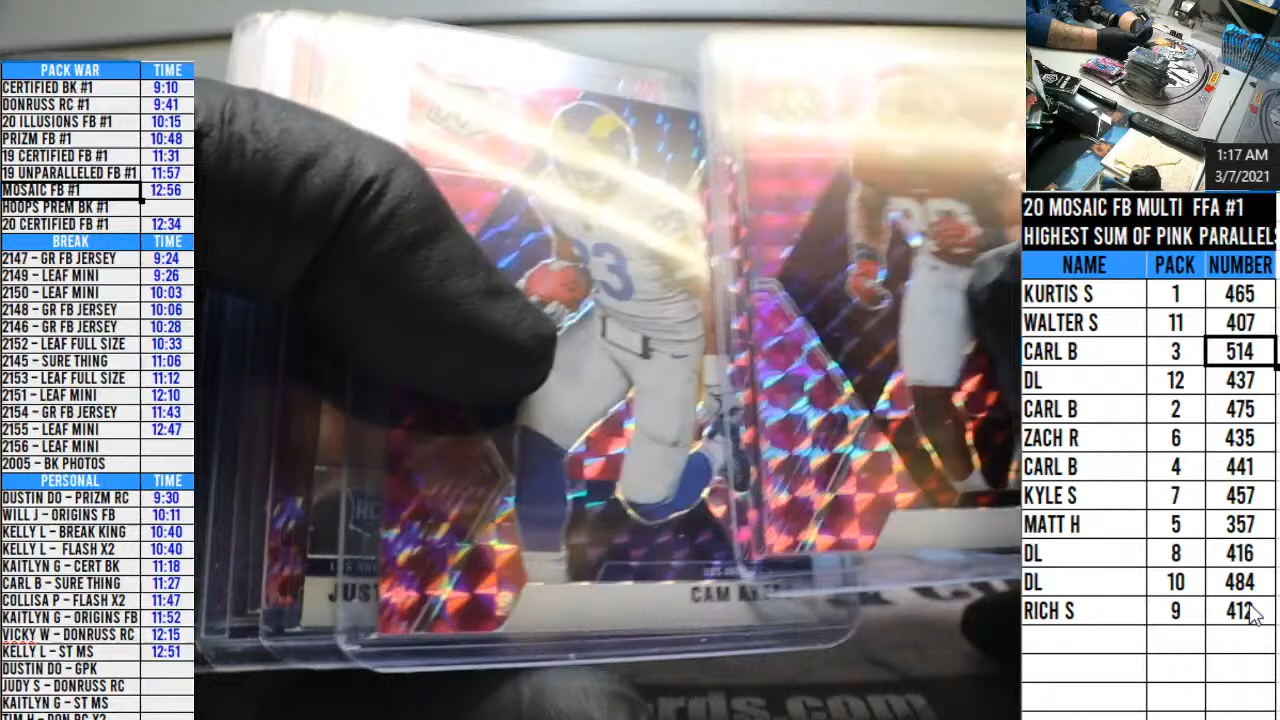 PACK WAR TIME
CERTIFIED BK #1 9:10
DONRUSS RC #1 9:41
20 ILLUSIONS FB #1 10:15
PRIZM FB #1 10:48
19 CERTIFIED FB #1 11:31
19 UNPARALLELED FB #1 11:57
MOSAIC FB #1 12:56
HOOPS PREM BK #1
20 CERTIFIED FB #1 12:34
BREAK TIME
2147 - GR FB JERSEY 9:24
2149 - LEAF MINI 9:26
2150 - LEAF MINI 10:03
2148 - GR FB JERSEY 10:06
2146 - GR FB JERSEY 10:28
2152 - LEAF FULL SIZE 10:33
2145 - SURE THING 11:06
2153 - LEAF FULL SIZE 11:12
2151 - LEAF MINI 12:10
2154 - GR FB JERSEY 11:43
2155 - LEAF MINI 12:47
2156 - LEAF MINI
2005 - BK PHOTOS
PERSONAL TIME
DUSTIN DO - PRIZM RC 9:30
WILL J - ORIGINS FB 10:11
KELLY L - BREAK KING 10:40
KELLY L - FLASH X2 10:40
KAITLYN G - CERT BK 11:18
CARL B - SURE THING 11:27
COLLISA P - FLASH X2 11:47
KAITLYN G - ORIGINS FB 11:52
VICKY W - DONRUSS RC 12:15
KELLY L - ST MS 12:51
DUSTIN DO - GPK
JUDY S - DONRUSS RC
KAITLYN G - ST MS
TIM H - DON RC X2
33
JUST
CAM AKERS
rds.com
1:17 AM
3/7/2021
20 MOSAIC FB MULTI FFA #1
HIGHEST SUM OF PINK PARALLELS
NAME PACK NUMBER
KURTIS S 1 465
WALTER S 11 407
CARL B 3 514
DL 12 437
CARL B 2 475
ZACH R 6 435
CARL B 4 441
KYLE S 7 457
MATT H 5 357
DL 8 416
DL 10 484
RICH S 9 412